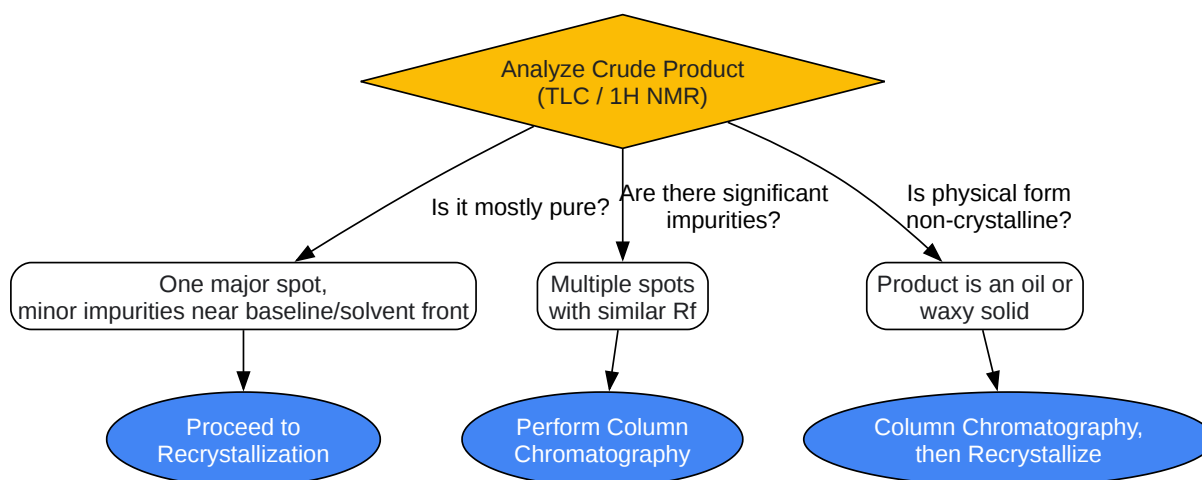 Analyze Crude Product
(TLC / 1H NMR)
Is it mostly pure?
Are there significant
impurities?
Is physical form
non-crystalline?
One major spot,
minor impurities near baseline/solvent front
Multiple spots
with similar Rf
Product is an oil or
waxy solid
Proceed to
Recrystallization
Perform Column
Chromatography
Column Chromatography,
then Recrystallize